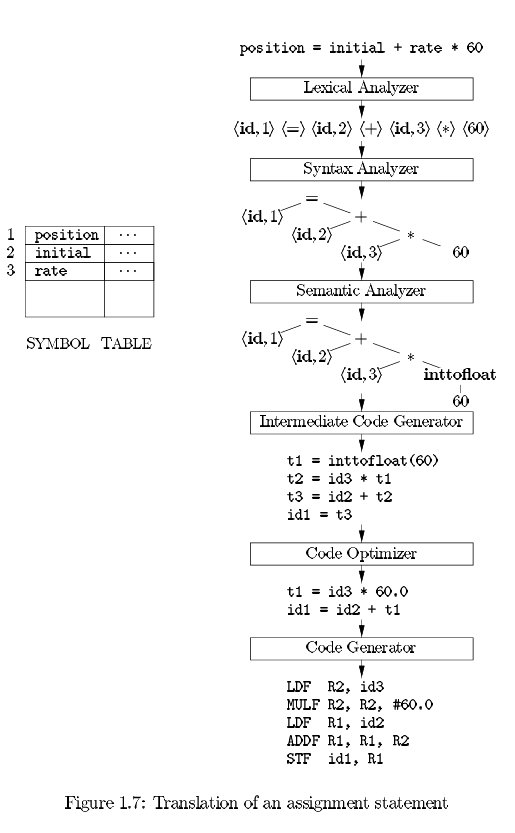 position = initial + rate * 60
Lexical Analyzer
⟨id, 1⟩ ⟨=⟩ ⟨id, 2⟩ ⟨+⟩ ⟨id, 3⟩ ⟨*⟩ ⟨60⟩
Syntax Analyzer
=
⟨id, 1⟩ +
⟨id, 2⟩ *
⟨id, 3⟩ 60
1 position ...
2 initial ...
3 rate ...
SYMBOL TABLE
Semantic Analyzer
=
⟨id, 1⟩ +
⟨id, 2⟩ *
⟨id, 3⟩ inttofloat
60
Intermediate Code Generator
t1 = inttofloat(60)
t2 = id3 * t1
t3 = id2 + t2
id1 = t3
Code Optimizer
t1 = id3 * 60.0
id1 = id2 + t1
Code Generator
LDF R2, id3
MULF R2, R2, #60.0
LDF R1, id2
ADDF R1, R1, R2
STF id1, R1
Figure 1.7: Translation of an assignment statement